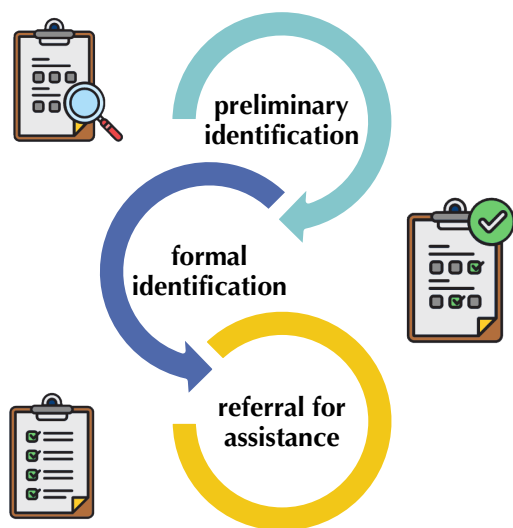 preliminary
identification
formal
identification
referral for
assistance